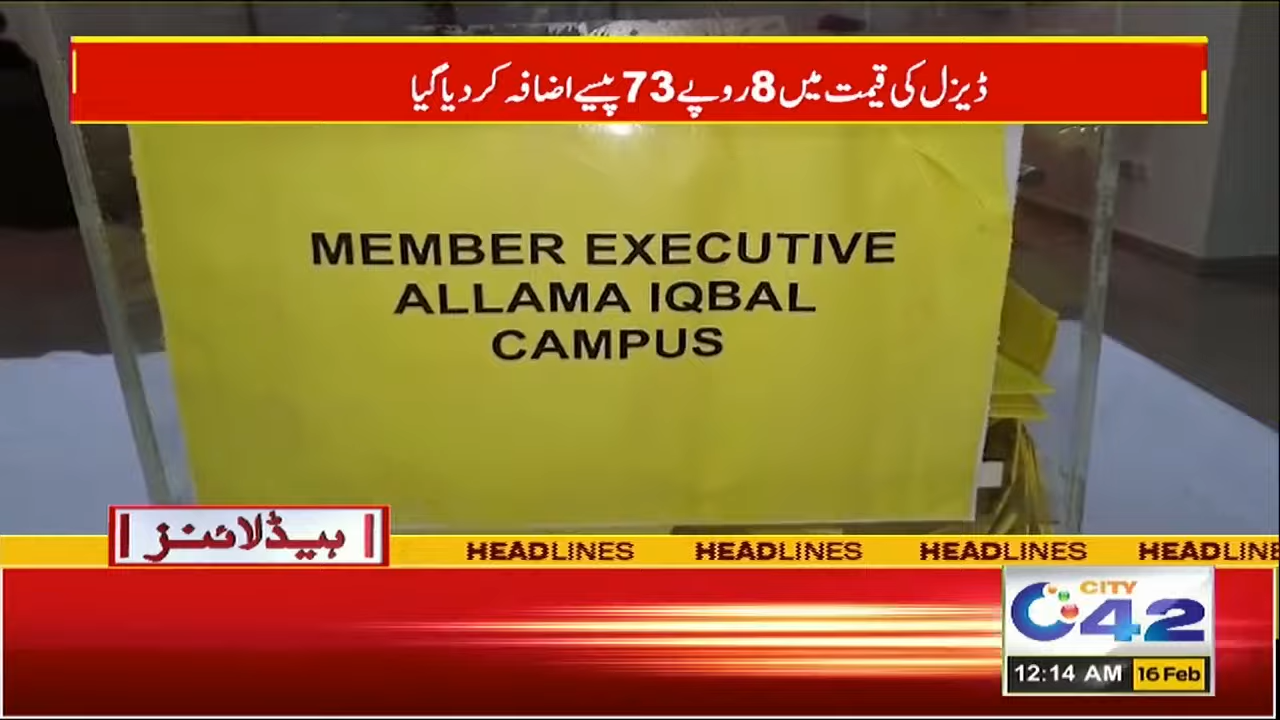 ڈیزل کی قیمت میں 8 روپے 73 پیسے اضافہ کر دیا گیا
MEMBER EXECUTIVE
ALLAMA IQBAL
CAMPUS
ہیڈلائنز
HEADLINES HEADLINES HEADLINES HEADLINE
CITY
42
12:14 AM 16 Feb